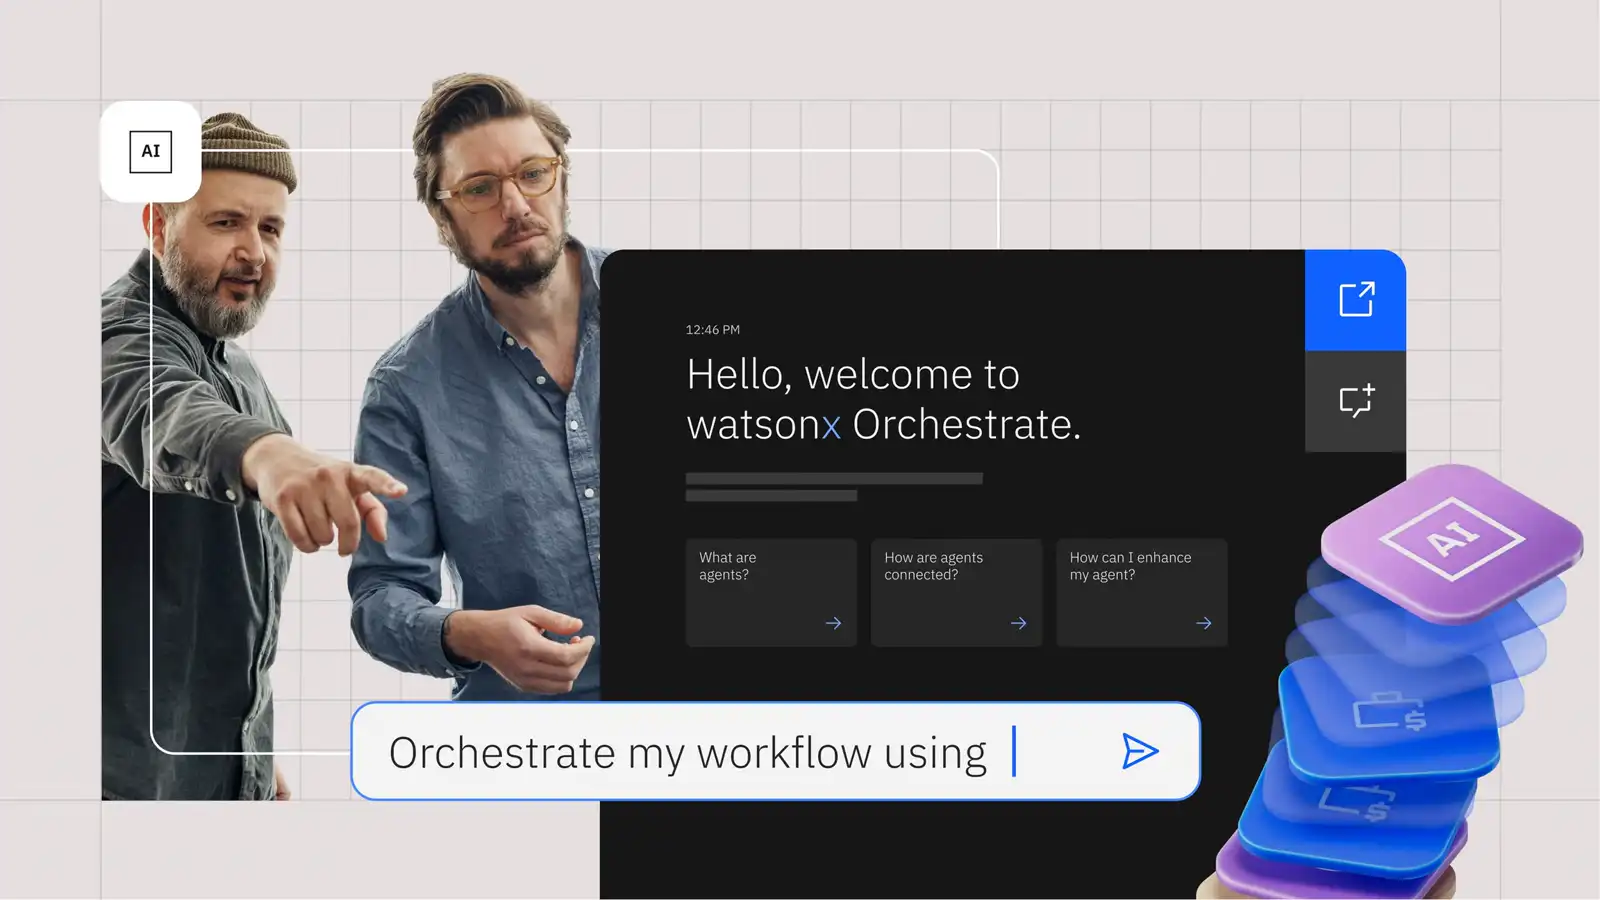 AI
12:46 PM
Hello, welcome to
watsonx Orchestrate.
What are
agents?
How are agents
connected?
How can I enhance
my agent?
AI
$
$
Orchestrate my workflow using